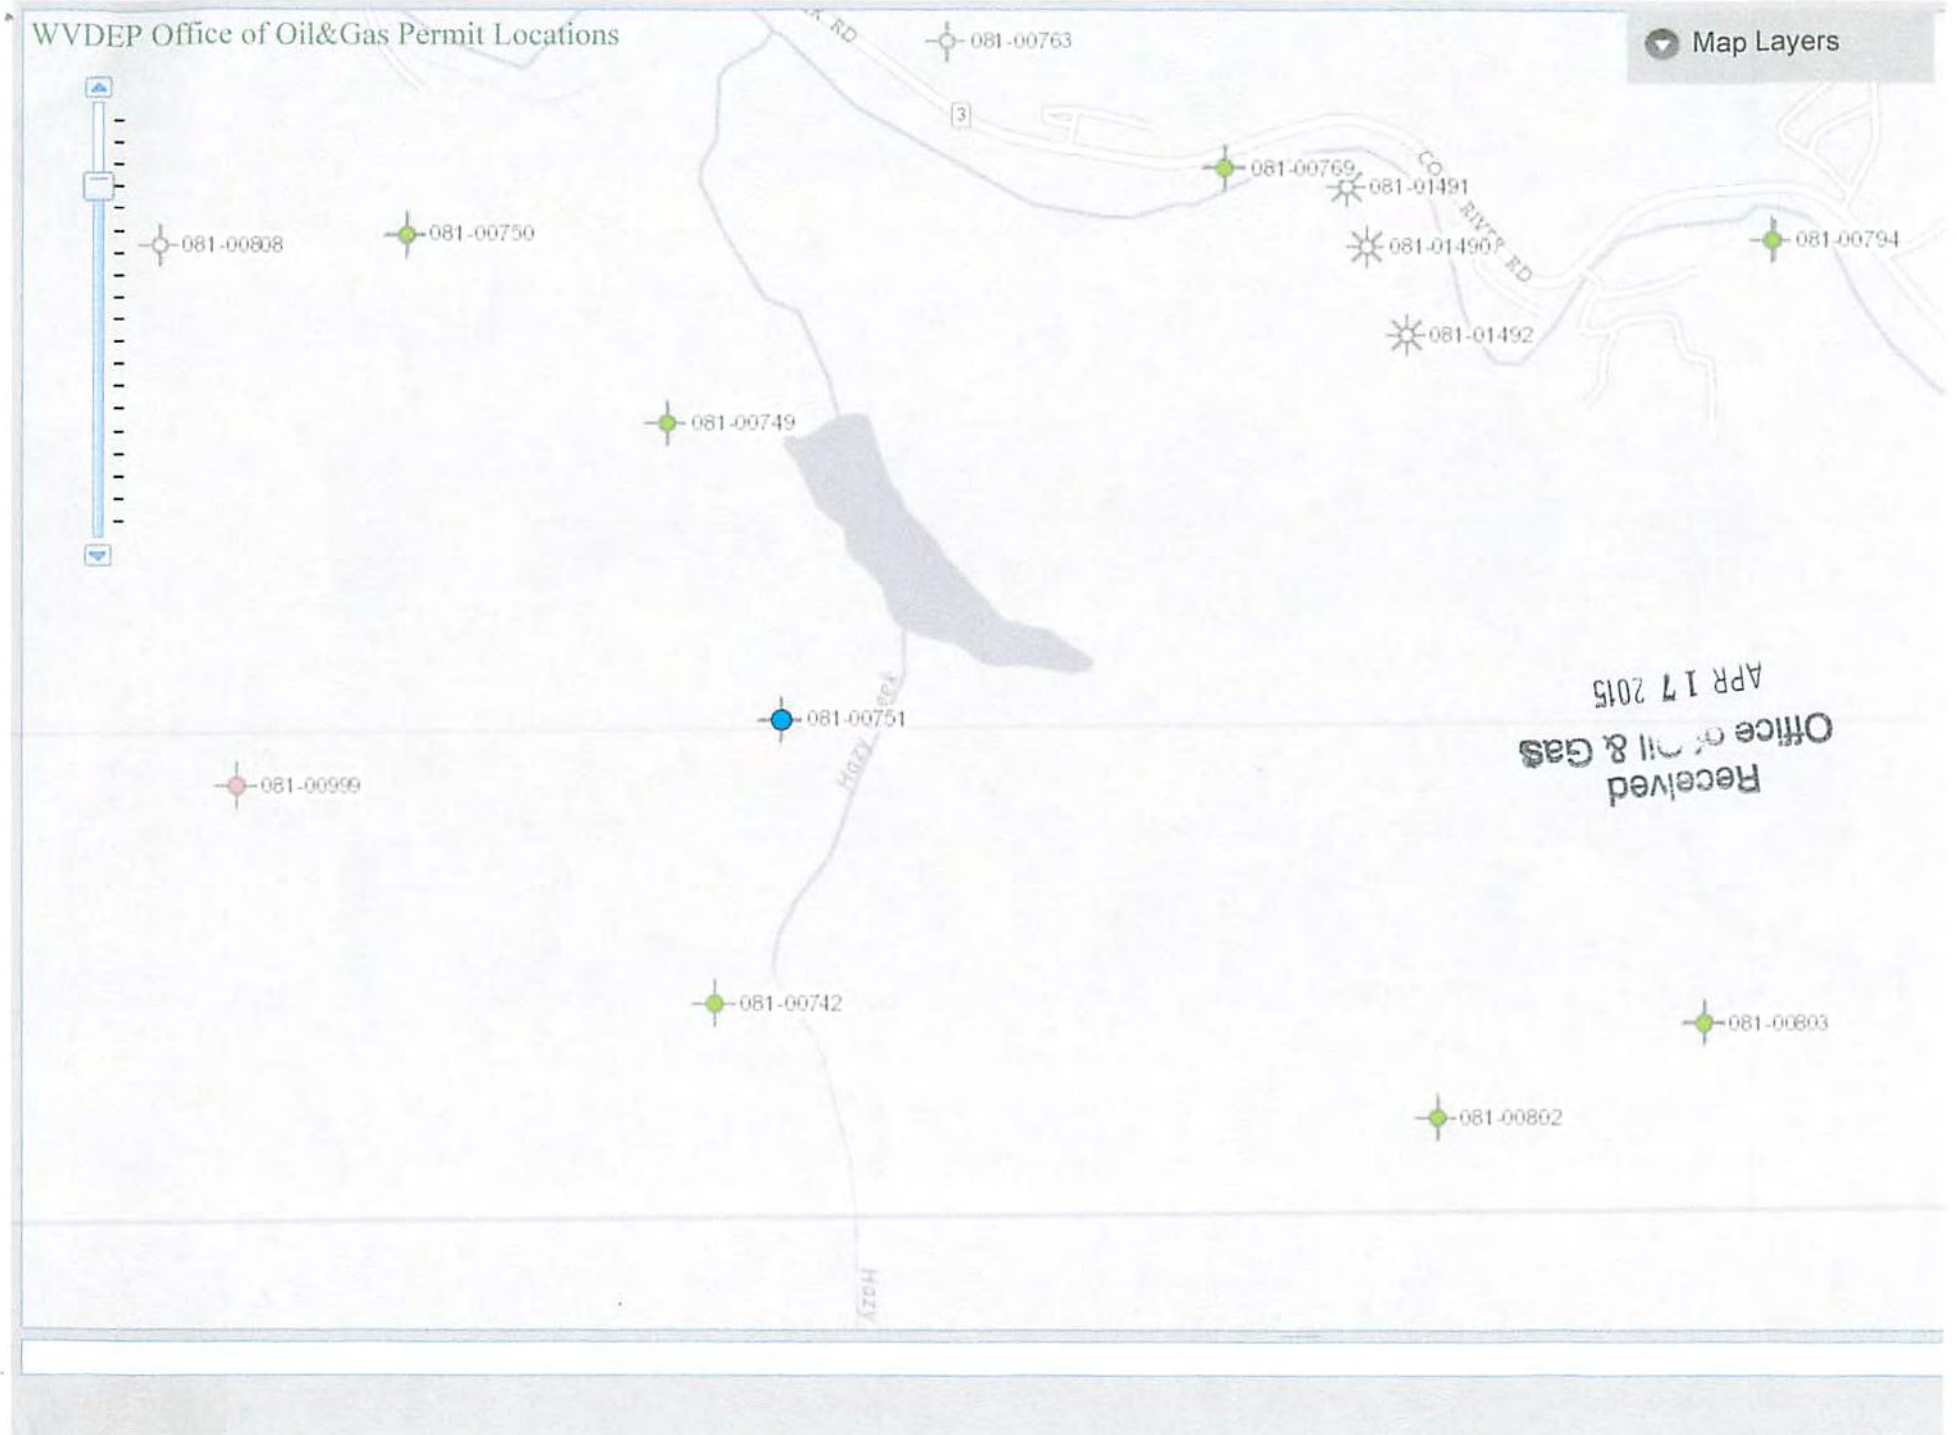 WVDEP Office of Oil&Gas Permit Locations
Map Layers
RD
081-00763
3
081-00769
081-01491
081-00808
081-00750
RIVER RD
081-01490
081-00794
081-01492
081-00749
APR 17 2015
081-00751
Hazy
Office of Oil & Gas
Received
081-00999
081-00742
081-00803
081-00802
Hazy